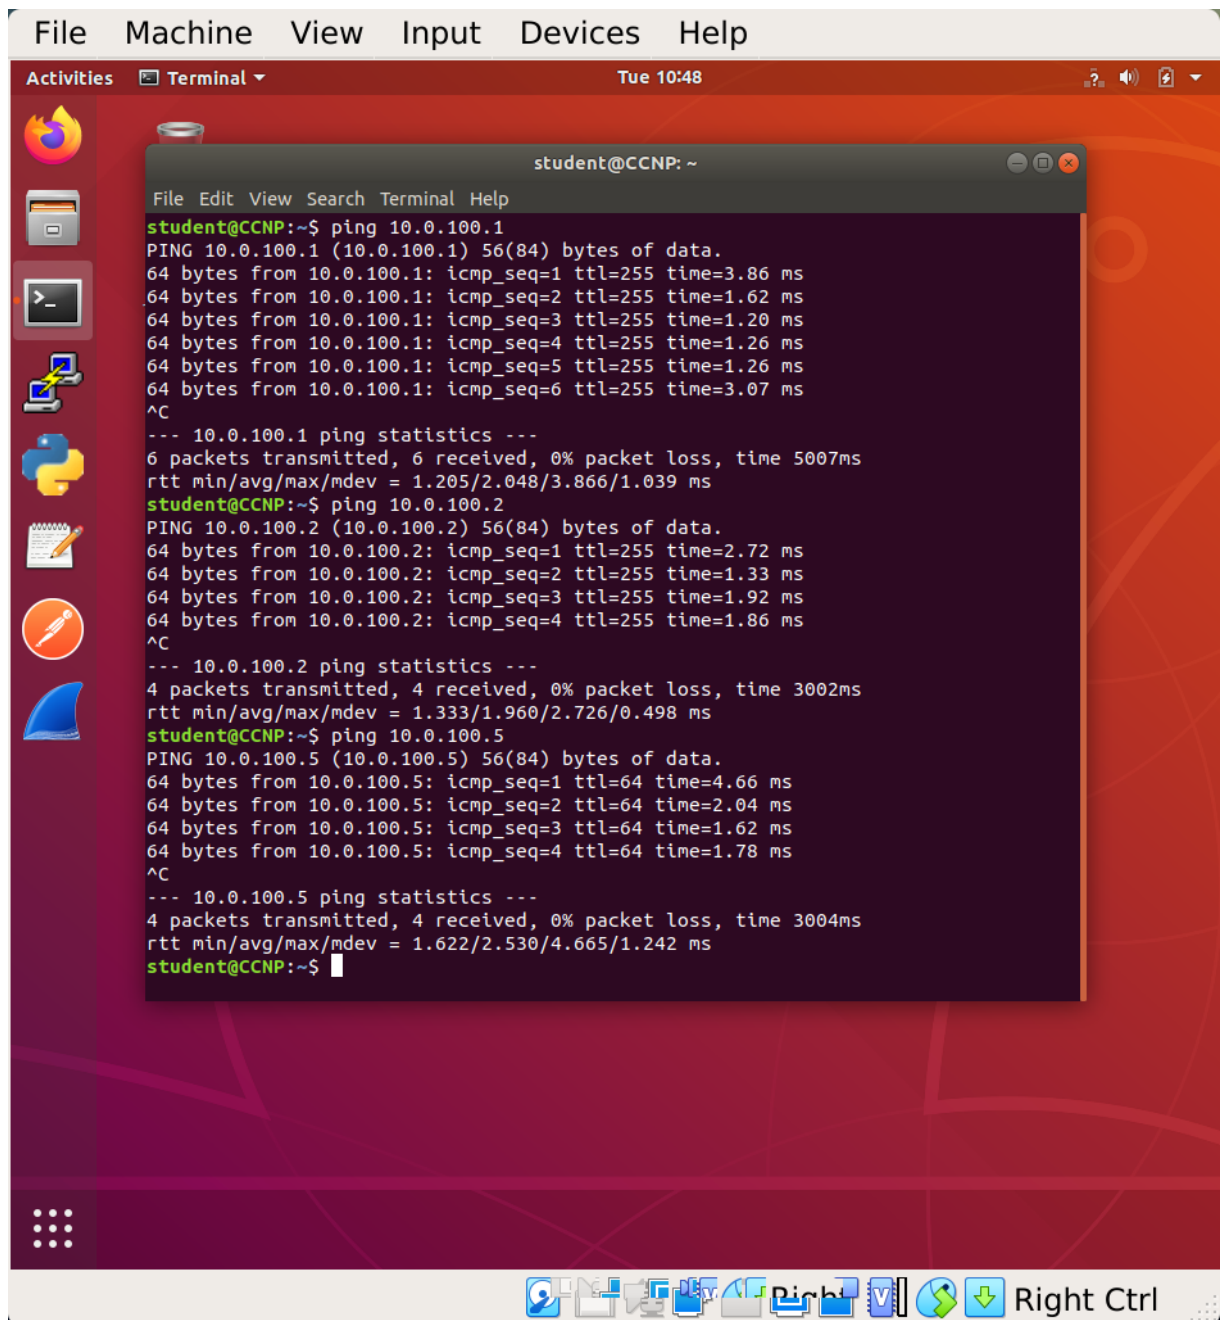 File Machine View Input Devices Help
Activities Terminal Tue 10:48
student@CCNP: ~
File Edit View Search Terminal Help
student@CCNP:~$ ping 10.0.100.1
PING 10.0.100.1 (10.0.100.1) 56(84) bytes of data.
64 bytes from 10.0.100.1: icmp_seq=1 ttl=255 time=3.86 ms
64 bytes from 10.0.100.1: icmp_seq=2 ttl=255 time=1.62 ms
64 bytes from 10.0.100.1: icmp_seq=3 ttl=255 time=1.20 ms
64 bytes from 10.0.100.1: icmp_seq=4 ttl=255 time=1.26 ms
64 bytes from 10.0.100.1: icmp_seq=5 ttl=255 time=1.26 ms
64 bytes from 10.0.100.1: icmp_seq=6 ttl=255 time=3.07 ms
^C
--- 10.0.100.1 ping statistics ---
6 packets transmitted, 6 received, 0% packet loss, time 5007ms
rtt min/avg/max/mdev = 1.205/2.048/3.866/1.039 ms
student@CCNP:~$ ping 10.0.100.2
PING 10.0.100.2 (10.0.100.2) 56(84) bytes of data.
64 bytes from 10.0.100.2: icmp_seq=1 ttl=255 time=2.72 ms
64 bytes from 10.0.100.2: icmp_seq=2 ttl=255 time=1.33 ms
64 bytes from 10.0.100.2: icmp_seq=3 ttl=255 time=1.92 ms
64 bytes from 10.0.100.2: icmp_seq=4 ttl=255 time=1.86 ms
^C
--- 10.0.100.2 ping statistics ---
4 packets transmitted, 4 received, 0% packet loss, time 3002ms
rtt min/avg/max/mdev = 1.333/1.960/2.726/0.498 ms
student@CCNP:~$ ping 10.0.100.5
PING 10.0.100.5 (10.0.100.5) 56(84) bytes of data.
64 bytes from 10.0.100.5: icmp_seq=1 ttl=64 time=4.66 ms
64 bytes from 10.0.100.5: icmp_seq=2 ttl=64 time=2.04 ms
64 bytes from 10.0.100.5: icmp_seq=3 ttl=64 time=1.62 ms
64 bytes from 10.0.100.5: icmp_seq=4 ttl=64 time=1.78 ms
^C
--- 10.0.100.5 ping statistics ---
4 packets transmitted, 4 received, 0% packet loss, time 3004ms
rtt min/avg/max/mdev = 1.622/2.530/4.665/1.242 ms
student@CCNP:~$
Right Ctrl